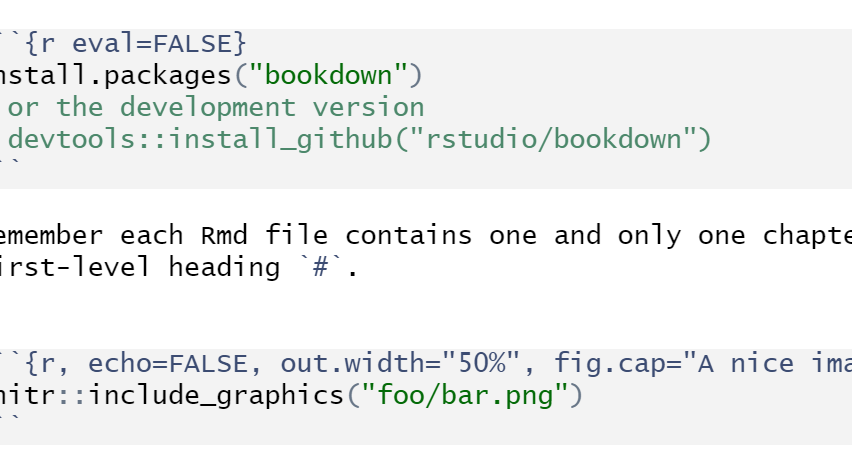 ``{r eval=FALSE}
nstall.packages("bookdown")
or the development version
devtools::install_github("rstudio/bookdown")
``
emember each Rmd file contains one and only one chapte
irst-level heading `#`.
``{r, echo=FALSE, out.width="50%", fig.cap="A nice ima
nitr::include_graphics("foo/bar.png")
``